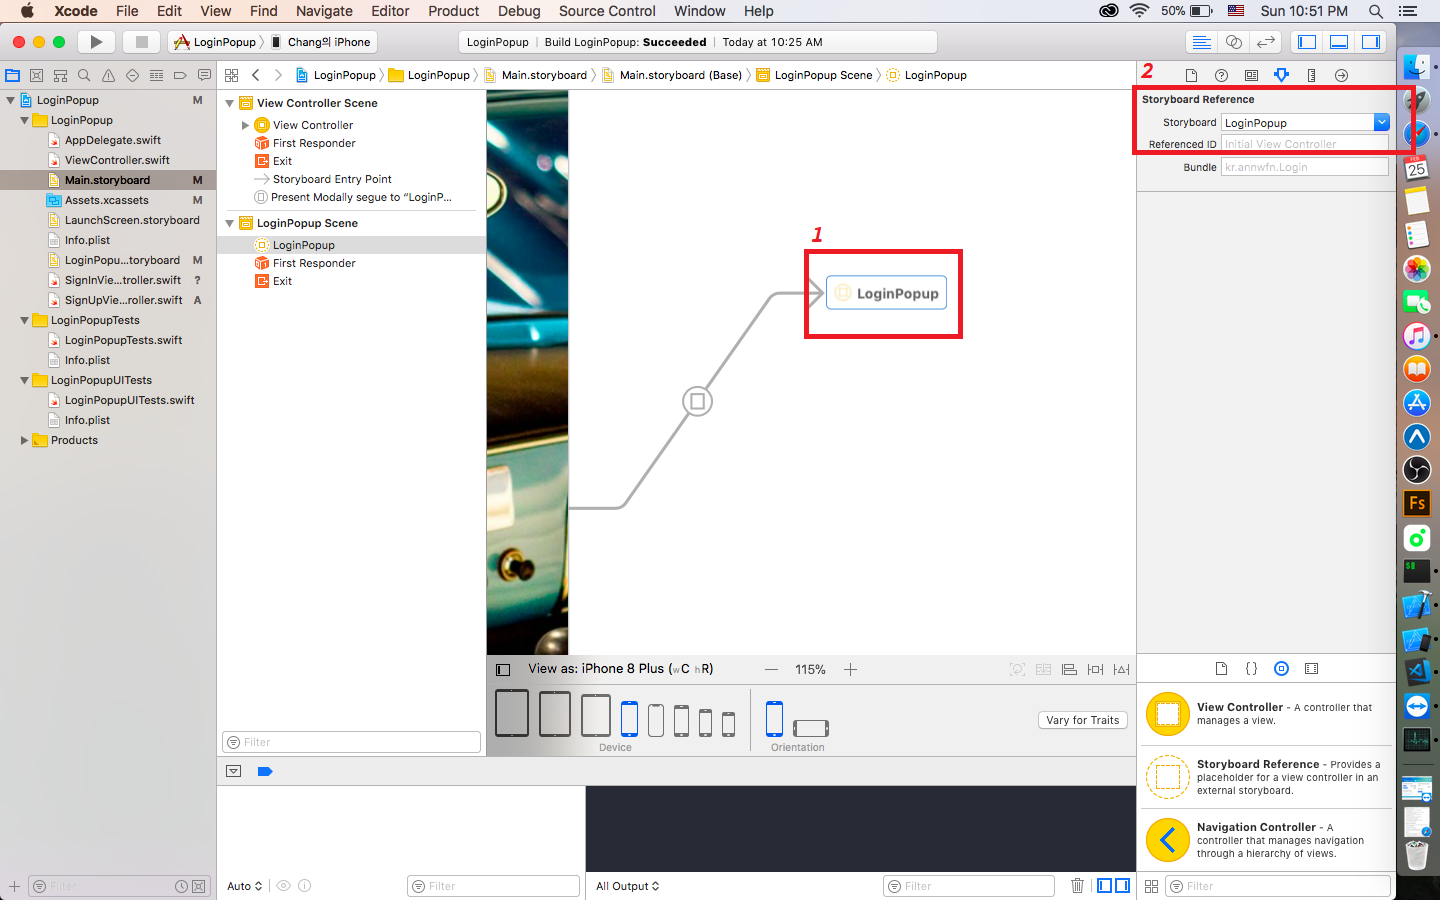 Xcode File Edit View Find Navigate Editor Product Debug Source Control Window Help 50% Sun 10:51 PM
LoginPopup Chang의 iPhone LoginPopup Build LoginPopup: Succeeded Today at 10:25 AM
LoginPopup LoginPopup Main.storyboard Main.storyboard (Base) LoginPopup Scene LoginPopup
LoginPopup M
LoginPopup
AppDelegate.swift
ViewController.swift
Main.storyboard M
Assets.xcassets M
LaunchScreen.storyboard
Info.plist
LoginPopu...toryboard M
SignInVie...troller.swift ?
SignUpVie...roller.swift A
LoginPopupTests
LoginPopupTests.swift
Info.plist
LoginPopupUITests
LoginPopupUITests.swift
Info.plist
Products
Filter
View Controller Scene
View Controller
First Responder
Exit
Storyboard Entry Point
Present Modally segue to “LoginP...
LoginPopup Scene
LoginPopup
First Responder
Exit
Filter
1
LoginPopup
View as: iPhone 8 Plus (wC hR) 115%
Device Orientation
Vary for Traits
Auto Filter
All Output Filter
2
Storyboard Reference
Storyboard LoginPopup
Referenced ID Initial View Controller
Bundle kr.annwfn.Login
View Controller - A controller that
manages a view.
Storyboard Reference - Provides a
placeholder for a view controller in an
external storyboard.
Navigation Controller - A
controller that manages navigation
through a hierarchy of views.
Filter
FEB
25
Fs